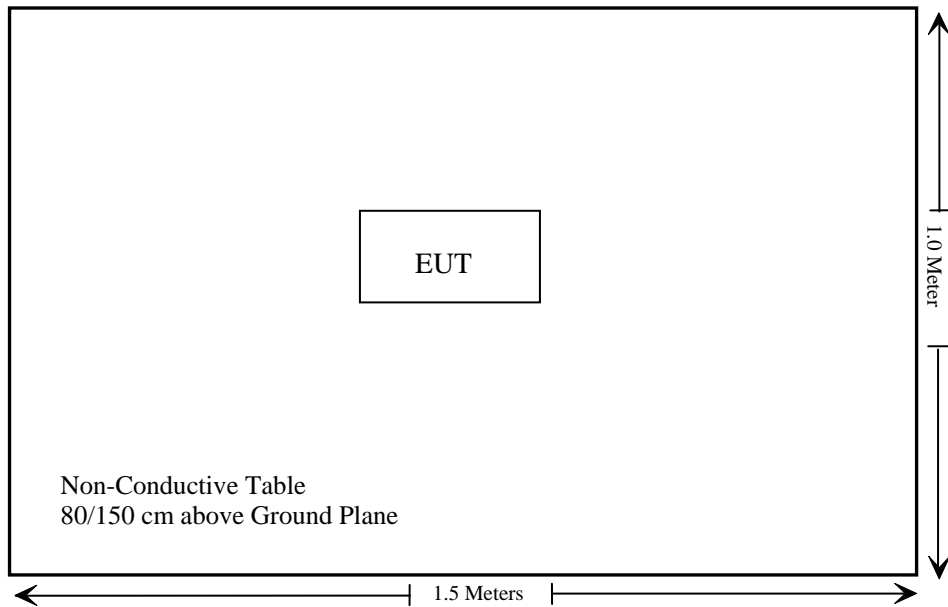 EUT
1.0 Meter
Non-Conductive Table
80/150 cm above Ground Plane
1.5 Meters